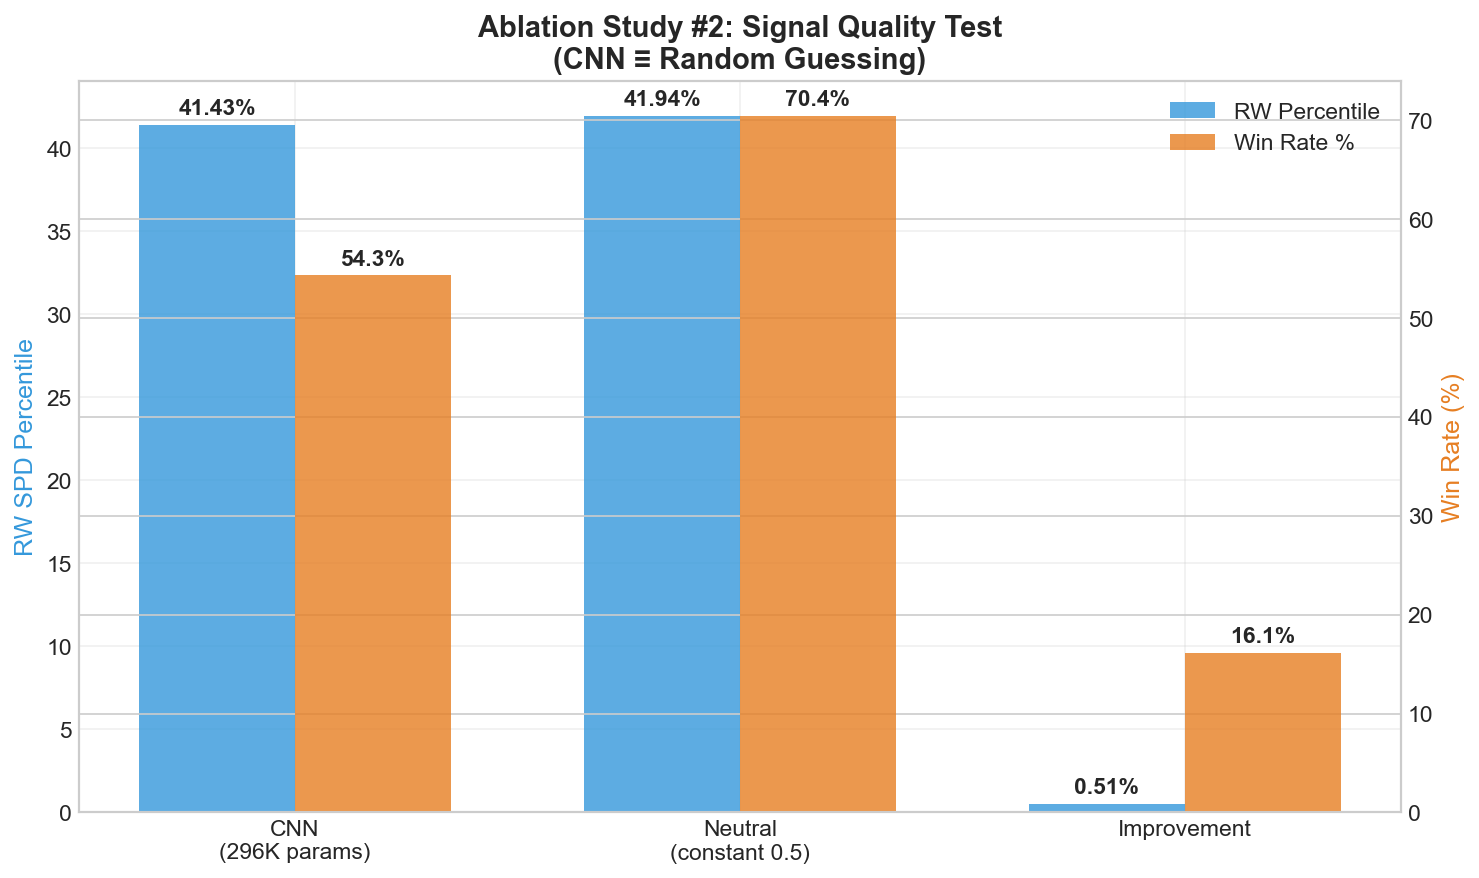 Ablation Study #2: Signal Quality Test
(CNN ≡ Random Guessing)
RW Percentile
Win Rate %
41.43%
54.3%
41.94%
70.4%
0.51%
16.1%
RW SPD Percentile
40
35
30
25
20
15
10
5
0
Win Rate (%)
70
60
50
40
30
20
10
0
CNN
(296K params)
Neutral
(constant 0.5)
Improvement